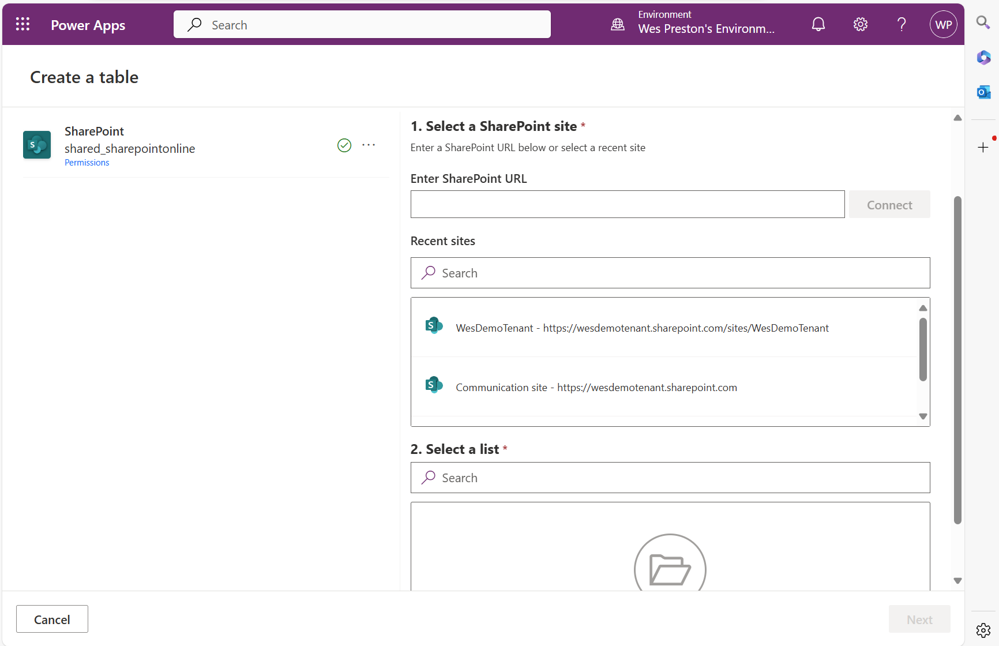 Power Apps
Search
Environment
Wes Preston's Environm...
WP
Create a table
SharePoint
shared_sharepointonline
Permissions
1. Select a SharePoint site *
Enter a SharePoint URL below or select a recent site
Enter SharePoint URL
Connect
Recent sites
Search
WesDemoTenant - https://wesdemotenant.sharepoint.com/sites/WesDemoTenant
Communication site - https://wesdemotenant.sharepoint.com
2. Select a list *
Search
Cancel
Next